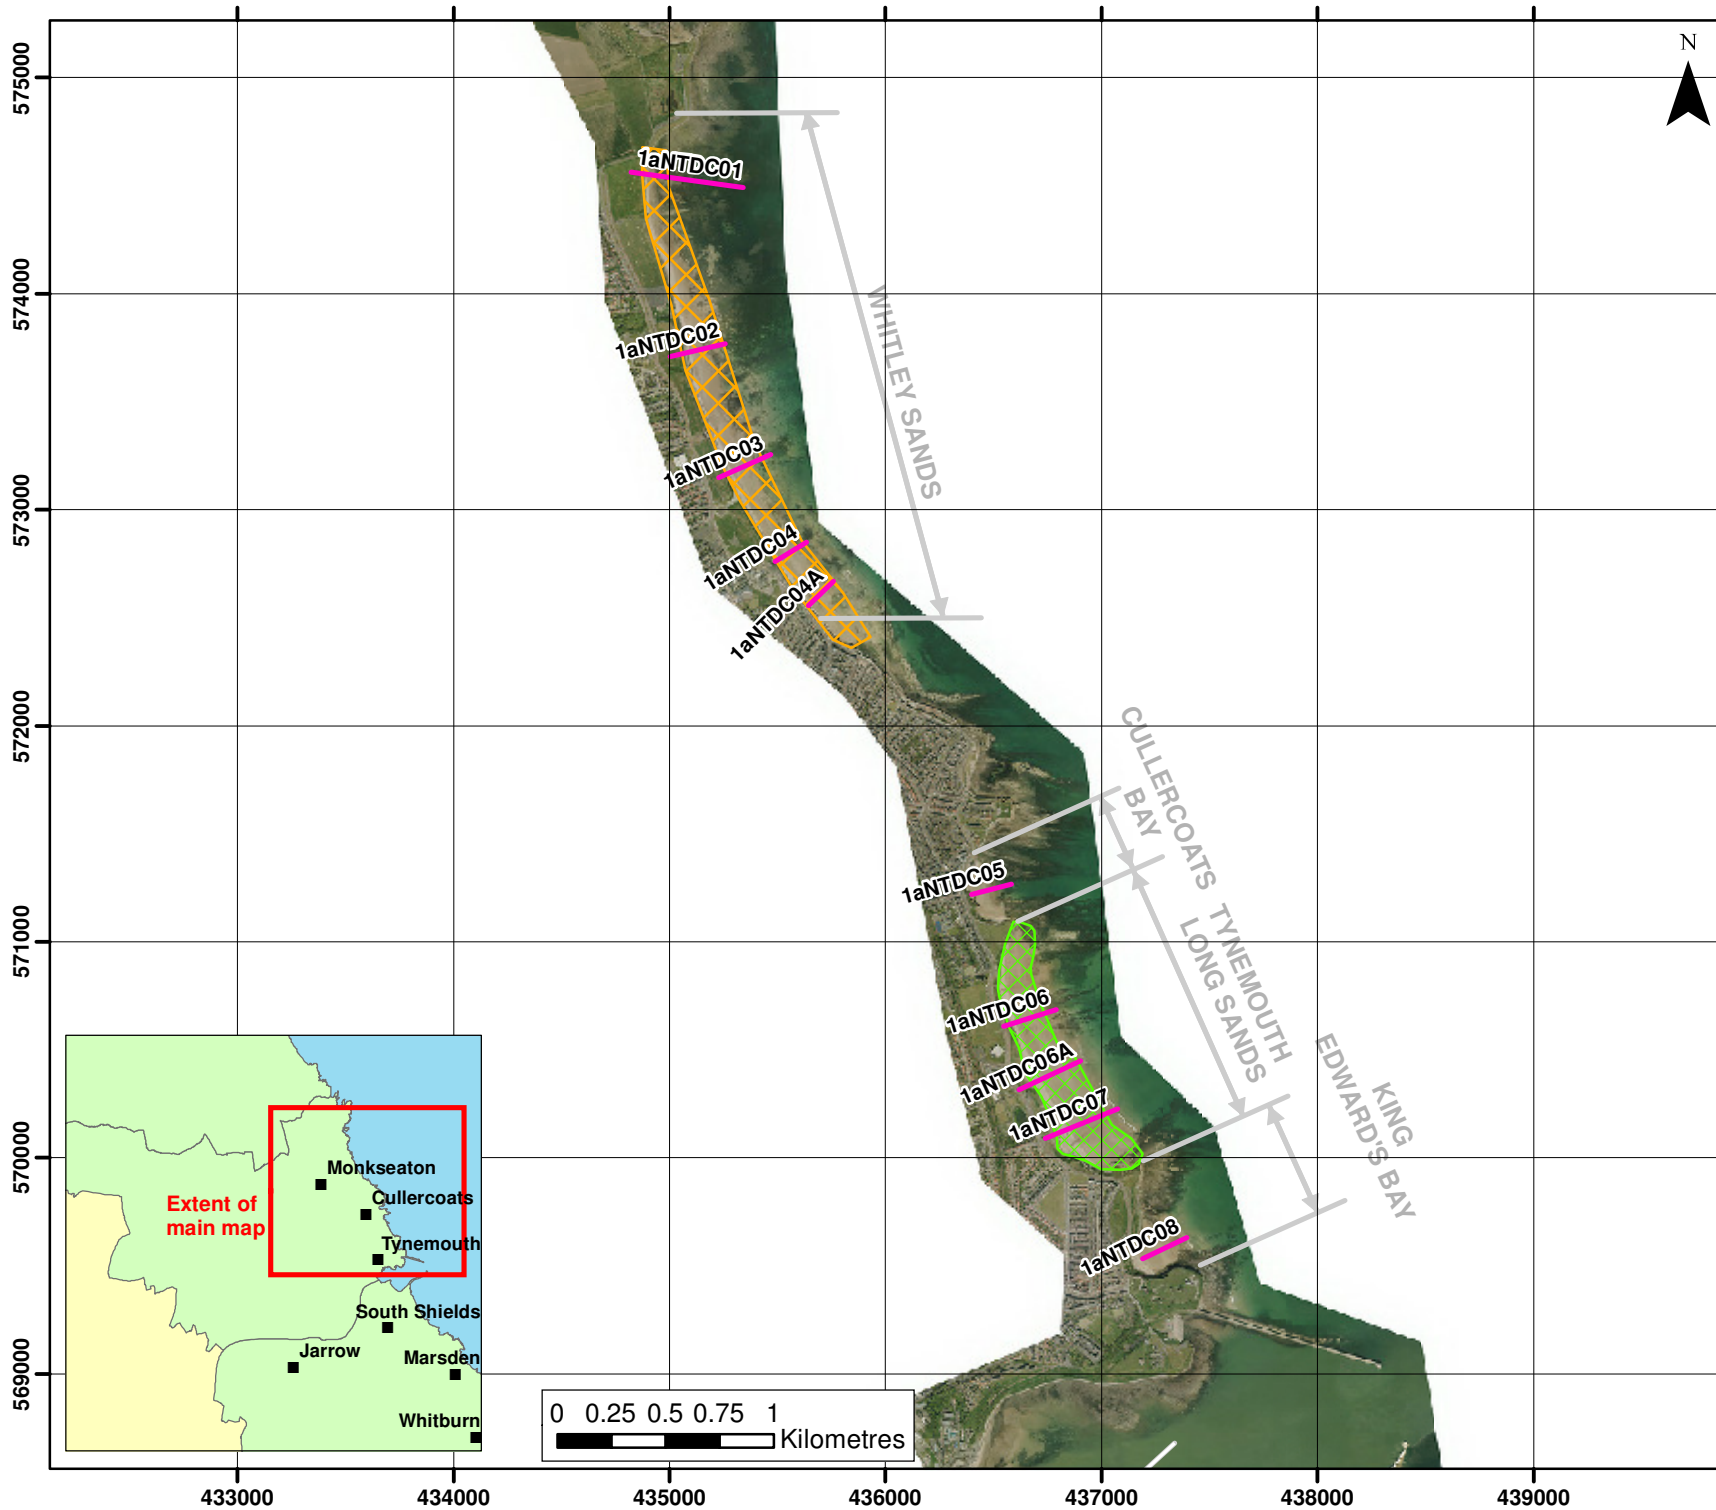 N
575000
574000
573000
572000
571000
570000
569000
1aNTDC01
1aNTDC02
1aNTDC03
1aNTDC04
1aNTDC04A
1aNTDC05
1aNTDC06
1aNTDC06A
1aNTDC07
1aNTDC08
WHITLEY SANDS
CULLERCOATS
BAY
TYNEMOUTH
LONG SANDS
KING
EDWARD'S BAY
Monkseaton
Cullercoats
Extent of
main map
Tynemouth
South Shields
Jarrow
Marsden
Whitburn
0 0.25 0.5 0.75 1
Kilometres
433000 434000 435000 436000 437000 438000 439000